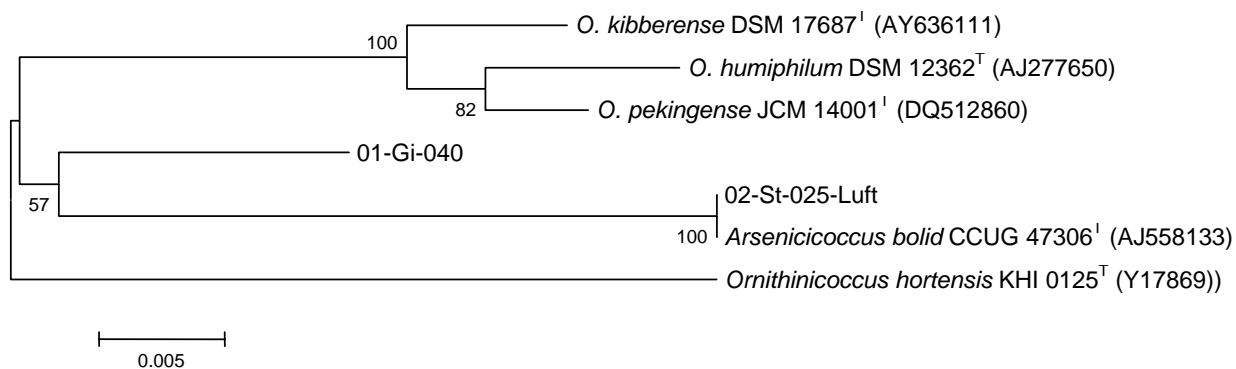 O. kibberense DSM 17687ᵀ (AY636111)
100
O. humiphilum DSM 12362ᵀ (AJ277650)
82
O. pekingense JCM 14001ᵀ (DQ512860)
01-Gi-040
57
02-St-025-Luft
100
Arsenicicoccus bolid CCUG 47306ᵀ (AJ558133)
Ornithinicoccus hortensis KHI 0125ᵀ (Y17869))
0.005